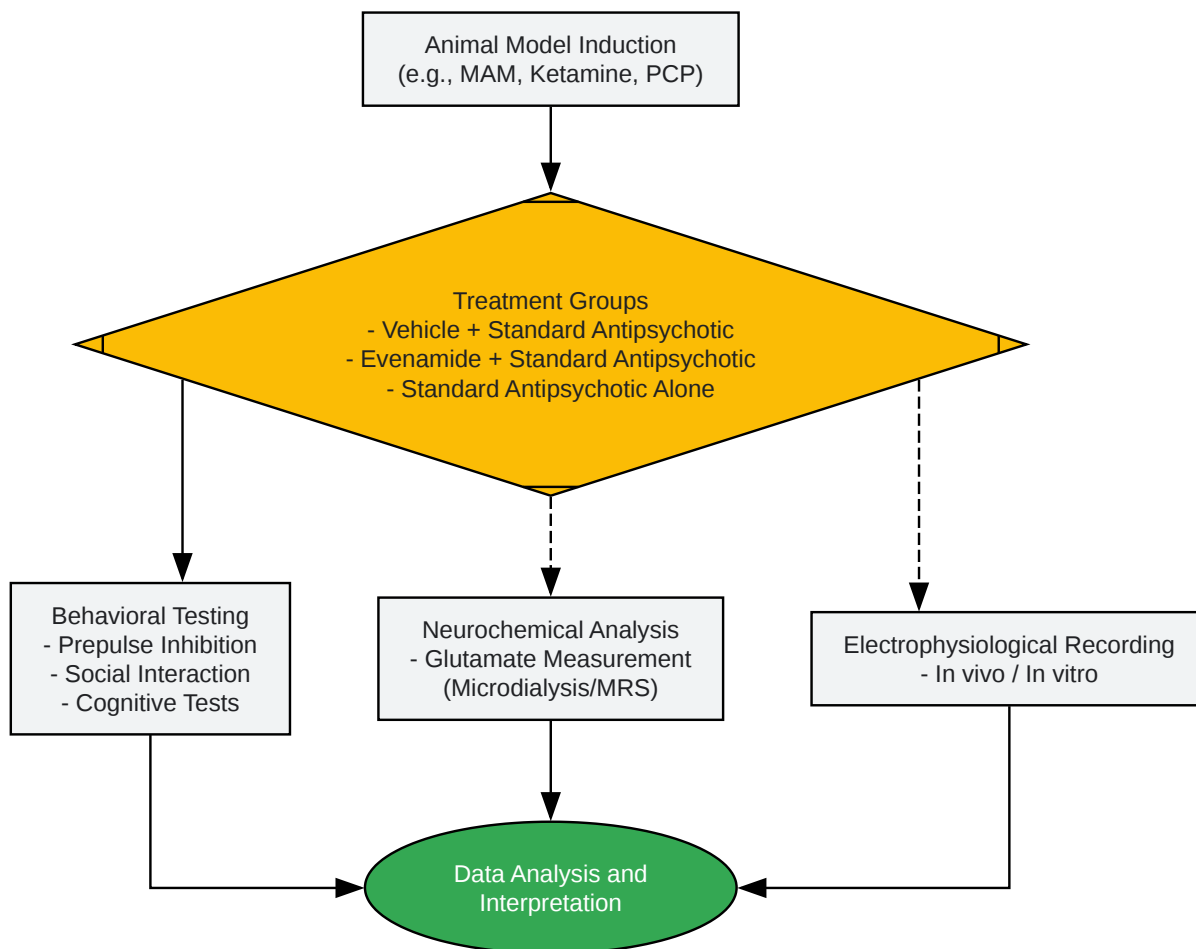 Animal Model Induction
(e.g., MAM, Ketamine, PCP)
Treatment Groups
- Vehicle + Standard Antipsychotic
- Evenamide + Standard Antipsychotic
- Standard Antipsychotic Alone
Behavioral Testing
- Prepulse Inhibition
- Social Interaction
- Cognitive Tests
Neurochemical Analysis
- Glutamate Measurement
(Microdialysis/MRS)
Electrophysiological Recording
- In vivo / In vitro
Data Analysis and
Interpretation